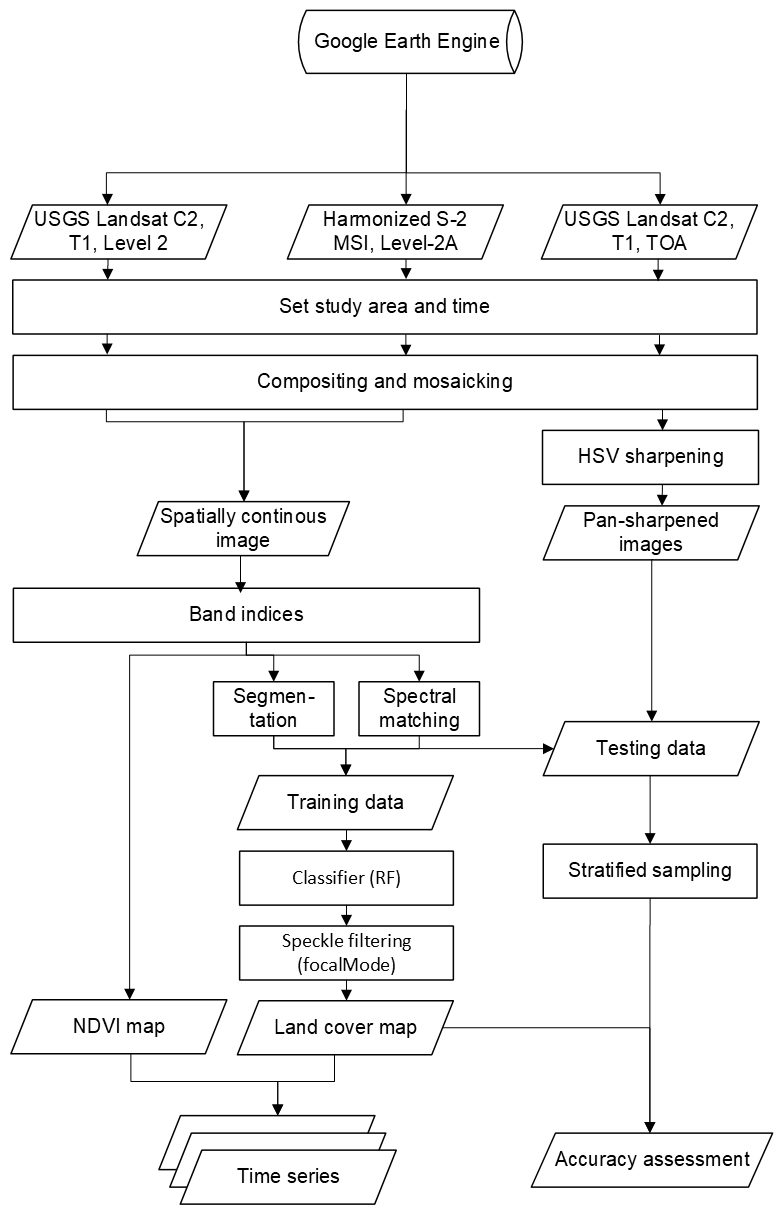 Google Earth Engine
USGS Landsat C2,
T1, Level 2
Harmonized S-2
MSI, Level-2A
USGS Landsat C2,
T1, TOA
Set study area and time
Compositing and mosaicking
HSV sharpening
Spatially continous
image
Pan-sharpened
images
Band indices
Segmen-
tation
Spectral
matching
Testing data
Training data
Classifier (RF)
Stratified sampling
Speckle filtering
(focalMode)
NDVI map
Land cover map
Time series
Accuracy assessment